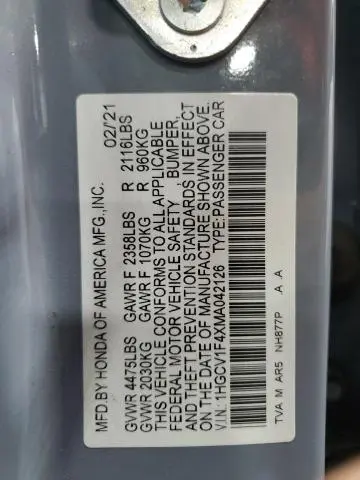 MFD.BY HONDA OF AMERICA MFG.,INC. 02/'21
GVWR 4475LBS GAWR F 2358LBS R 2116LBS
GVWR 2030KG GAWR F 1070KG R 960KG
THIS VEHICLE CONFORMS TO ALL APPLICABLE
FEDERAL MOTOR VEHICLE SAFETY , BUMPER,
AND THEFT PREVENTION STANDARDS IN EFFECT
ON THE DATE OF MANUFACTURE SHOWN ABOVE.
V.I.N.: 1HGCV1F4XMA042126 TYPE:PASSENGER CAR
TVA M AR5 NH877P .A .A